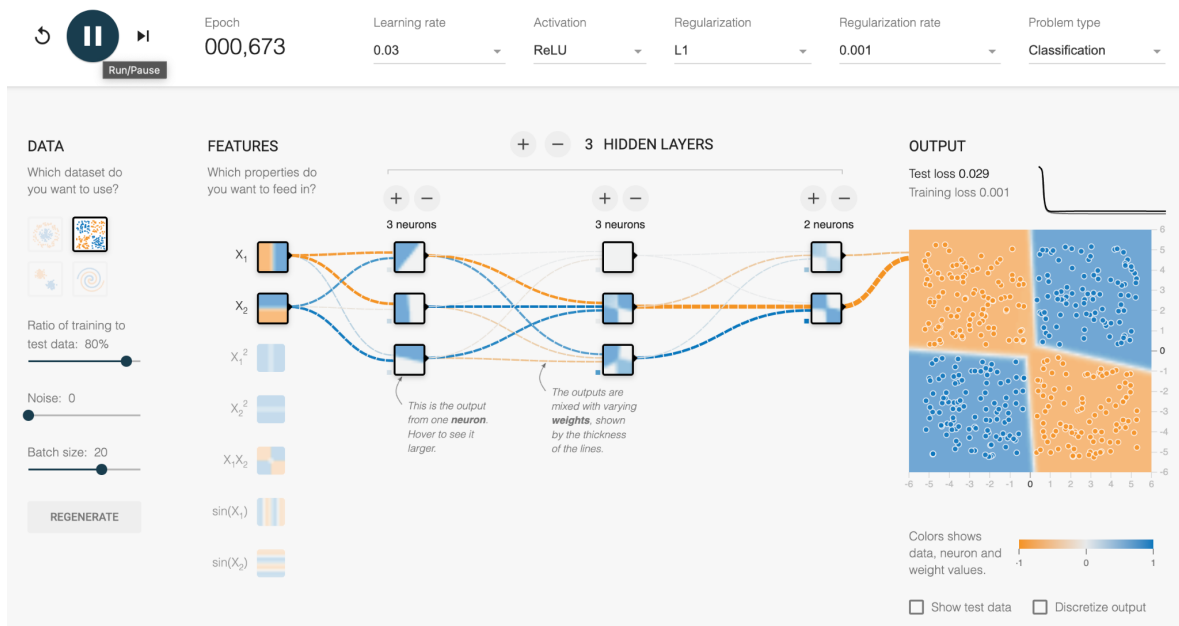 Epoch
000,673
Learning rate
0.03
Activation
ReLU
Regularization
L1
Regularization rate
0.001
Problem type
Classification
Run/Pause
DATA
Which dataset do
you want to use?
Ratio of training to
test data: 80%
Noise: 0
Batch size: 20
REGENERATE
FEATURES
Which properties do
you want to feed in?
X₁
X₂
X₁²
X₂²
X₁X₂
sin(X₁)
sin(X₂)
+ − 3 HIDDEN LAYERS
+ −
3 neurons
+ −
3 neurons
+ −
2 neurons
This is the output
from one neuron.
Hover to see it
larger.
The outputs are
mixed with varying
weights, shown
by the thickness
of the lines.
OUTPUT
Test loss 0.029
Training loss 0.001
6
5
4
3
2
1
0
-1
-2
-3
-4
-5
-6
-6 -5 -4 -3 -2 -1 0 1 2 3 4 5 6
Colors shows
data, neuron and
weight values.
-1 0 1
Show test data
Discretize output